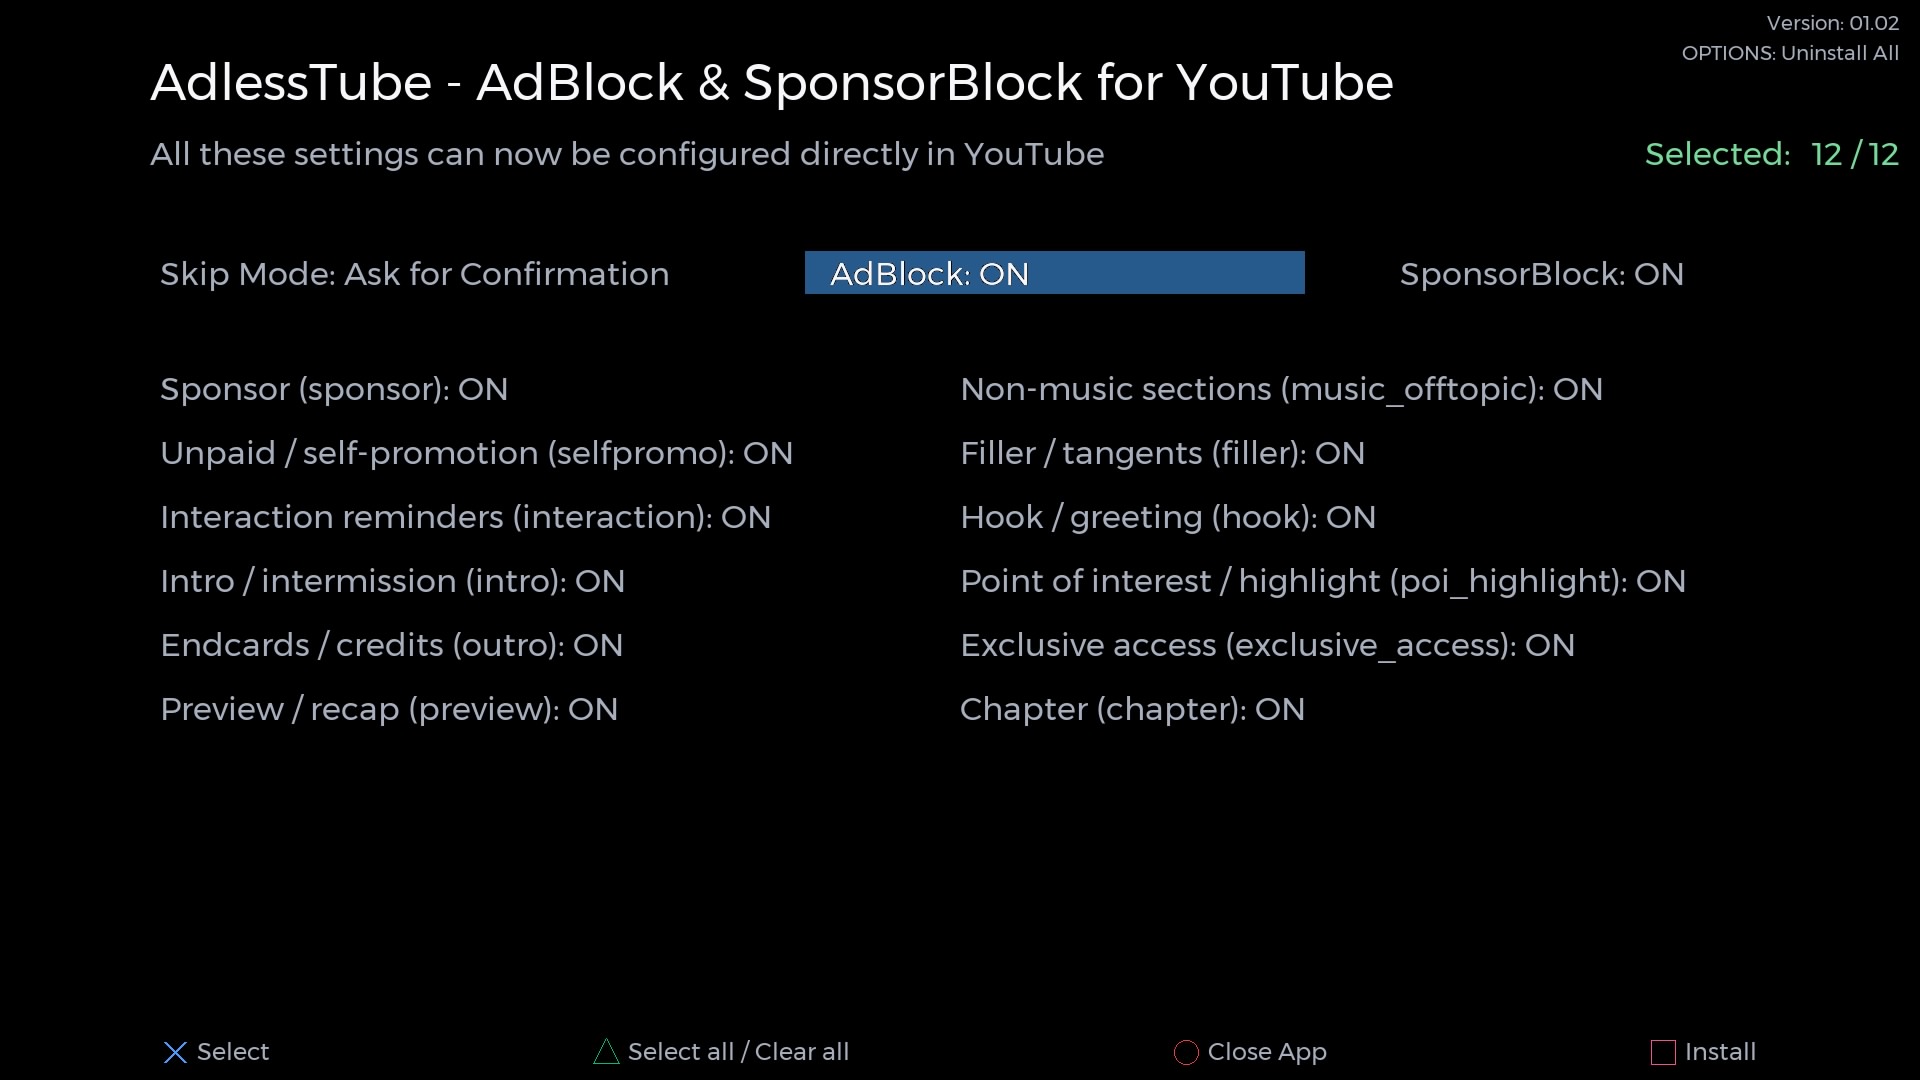 Version: 01.02
OPTIONS: Uninstall All
AdlessTube - AdBlock & SponsorBlock for YouTube
All these settings can now be configured directly in YouTube
Selected: 12 / 12
Skip Mode: Ask for Confirmation
AdBlock: ON
SponsorBlock: ON
Sponsor (sponsor): ON
Non-music sections (music_offtopic): ON
Unpaid / self-promotion (selfpromo): ON
Filler / tangents (filler): ON
Interaction reminders (interaction): ON
Hook / greeting (hook): ON
Intro / intermission (intro): ON
Point of interest / highlight (poi_highlight): ON
Endcards / credits (outro): ON
Exclusive access (exclusive_access): ON
Preview / recap (preview): ON
Chapter (chapter): ON
Select
Select all / Clear all
Close App
Install